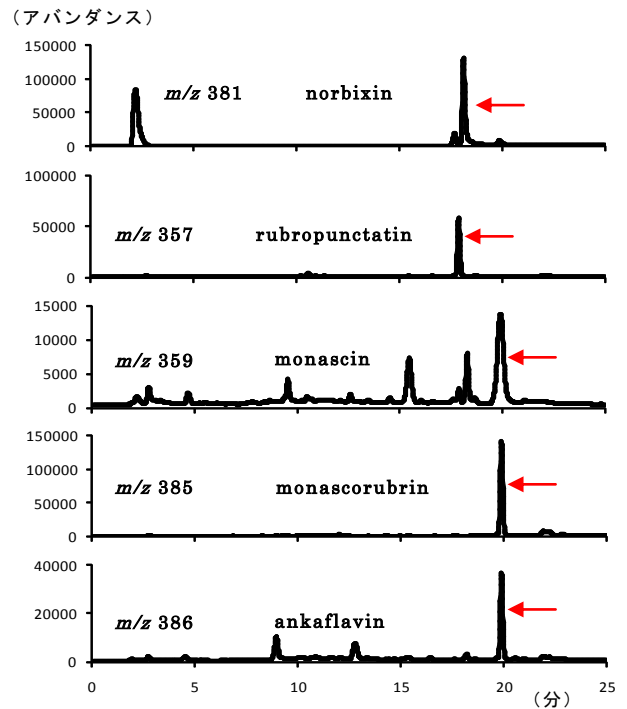 （アバンダンス）
150000
100000
50000
0
m/z 381 norbixin
100000
50000
0
m/z 357 rubropunctatin
15000
10000
5000
0
m/z 359 monascin
150000
100000
50000
0
m/z 385 monascorubrin
40000
20000
0
m/z 386 ankaflavin
0 5 10 15 20 25
（分）